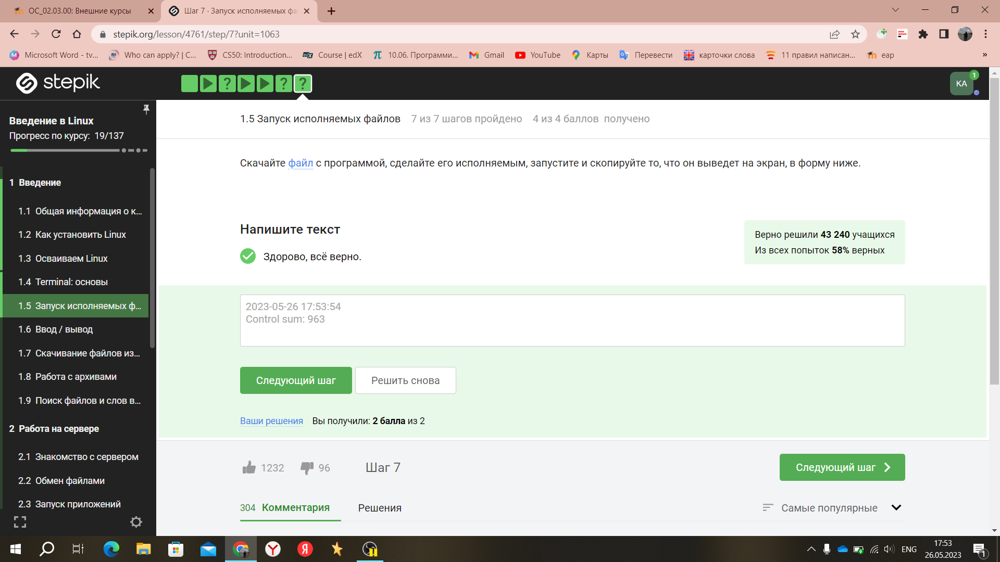 ОС_02.03.00: Внешние курсы
Шаг 7 · Запуск исполняемых фа
stepik.org/lesson/4761/step/7?unit=1063
Microsoft Word - tv...
Who can apply? | C...
CS50: Introduction...
edX
Course | edX
10.06. Программи...
Gmail
YouTube
Карты
Перевести
карточки слова
11 правил написан...
eap
»
stepik
? ? ?
KA
1
1.5 Запуск исполняемых файлов 7 из 7 шагов пройдено 4 из 4 баллов получено
Введение в Linux
Прогресс по курсу: 19/137
1 Введение
1.1 Общая информация о к...
1.2 Как установить Linux
1.3 Осваиваем Linux
1.4 Terminal: основы
1.5 Запуск исполняемых ф...
1.6 Ввод / вывод
1.7 Скачивание файлов из...
1.8 Работа с архивами
1.9 Поиск файлов и слов в...
2 Работа на сервере
2.1 Знакомство с сервером
2.2 Обмен файлами
2.3 Запуск приложений
Скачайте файл с программой, сделайте его исполняемым, запустите и скопируйте то, что он выведет на экран, в форму ниже.
Напишите текст
Здорово, всё верно.
Верно решили 43 240 учащихся
Из всех попыток 58% верных
2023-05-26 17:53:54
Control sum: 963
Следующий шаг
Решить снова
Ваши решения Вы получили: 2 балла из 2
1232
96
Шаг 7
Следующий шаг
304 Комментария
Решения
Самые популярные
ENG
17:53
26.05.2023
1